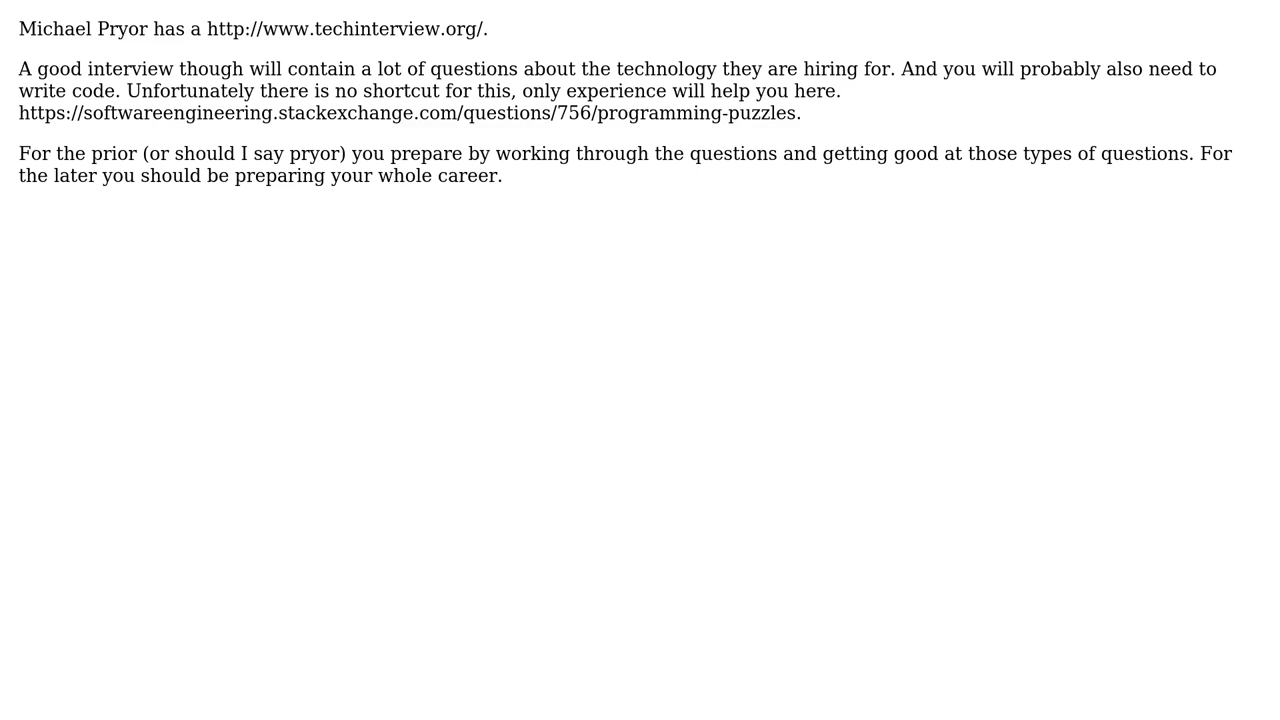 Michael Pryor has a http://www.techinterview.org/.
A good interview though will contain a lot of questions about the technology they are hiring for. And you will probably also need to
write code. Unfortunately there is no shortcut for this, only experience will help you here.
https://softwareengineering.stackexchange.com/questions/756/programming-puzzles.
For the prior (or should I say pryor) you prepare by working through the questions and getting good at those types of questions. For
the later you should be preparing your whole career.